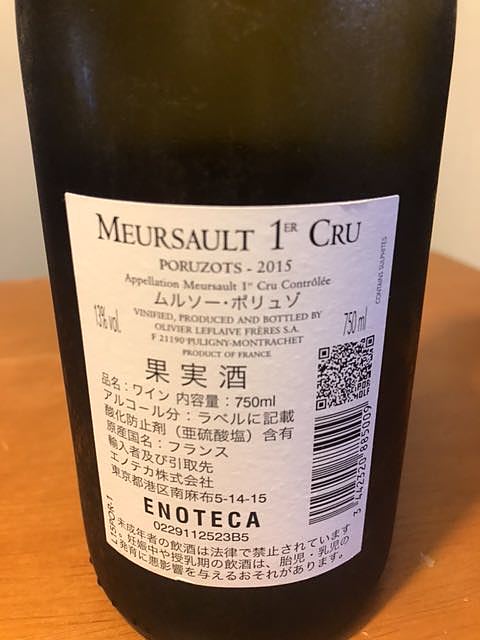 MEURSAULT 1ER CRU
PORUZOTS - 2015
Appellation Meursault 1er Cru Contrôlée
ムルソー・ポリュゾ
VINIFIED, PRODUCED AND BOTTLED BY
OLIVIER LEFLAIVE FRÈRES S.A.
F 21190 PULIGNY-MONTRACHET
PRODUCT OF FRANCE
13% vol.
750 ml
CONTAINS SULPHITES
果実酒
品名:ワイン 内容量:750ml
アルコール分:ラベルに記載
酸化防止剤(亜硫酸塩)含有
原産国名:フランス
輸入者及び引取先
エノテカ株式会社
東京都港区南麻布5-14-15
ENOTECA
0229112523B5
未成年者の飲酒は法律で禁止されています
。妊娠中や授乳期の飲酒は、胎児・乳児の
発育に悪影響を与えるおそれがあります。
3 442320 885009